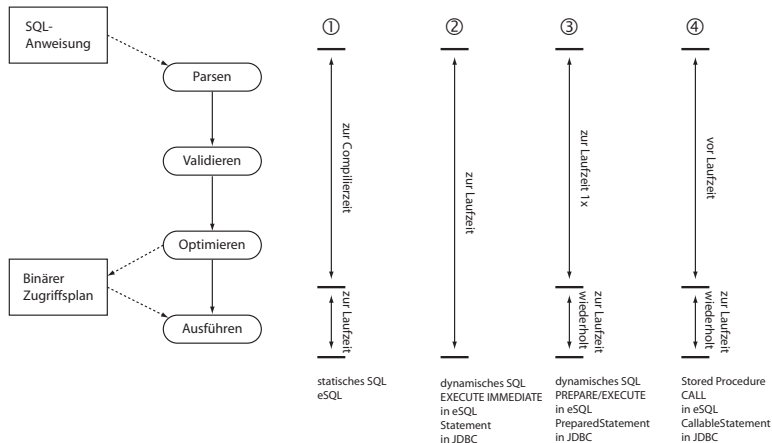 SQL-
Anweisung
Parsen
Validieren
Optimieren
Binärer
Zugriffsplan
Ausführen
①
zur Compilierzeit
zur Laufzeit
statisches SQL
eSQL
②
zur Laufzeit
dynamisches SQL
EXECUTE IMMEDIATE
in eSQL
Statement
in JDBC
③
zur Laufzeit 1x
zur Laufzeit
wiederholt
dynamisches SQL
PREPARE/EXECUTE
in eSQL
PreparedStatement
in JDBC
④
vor Laufzeit
zur Laufzeit
wiederholt
Stored Procedure
CALL
in eSQL
CallableStatement
in JDBC